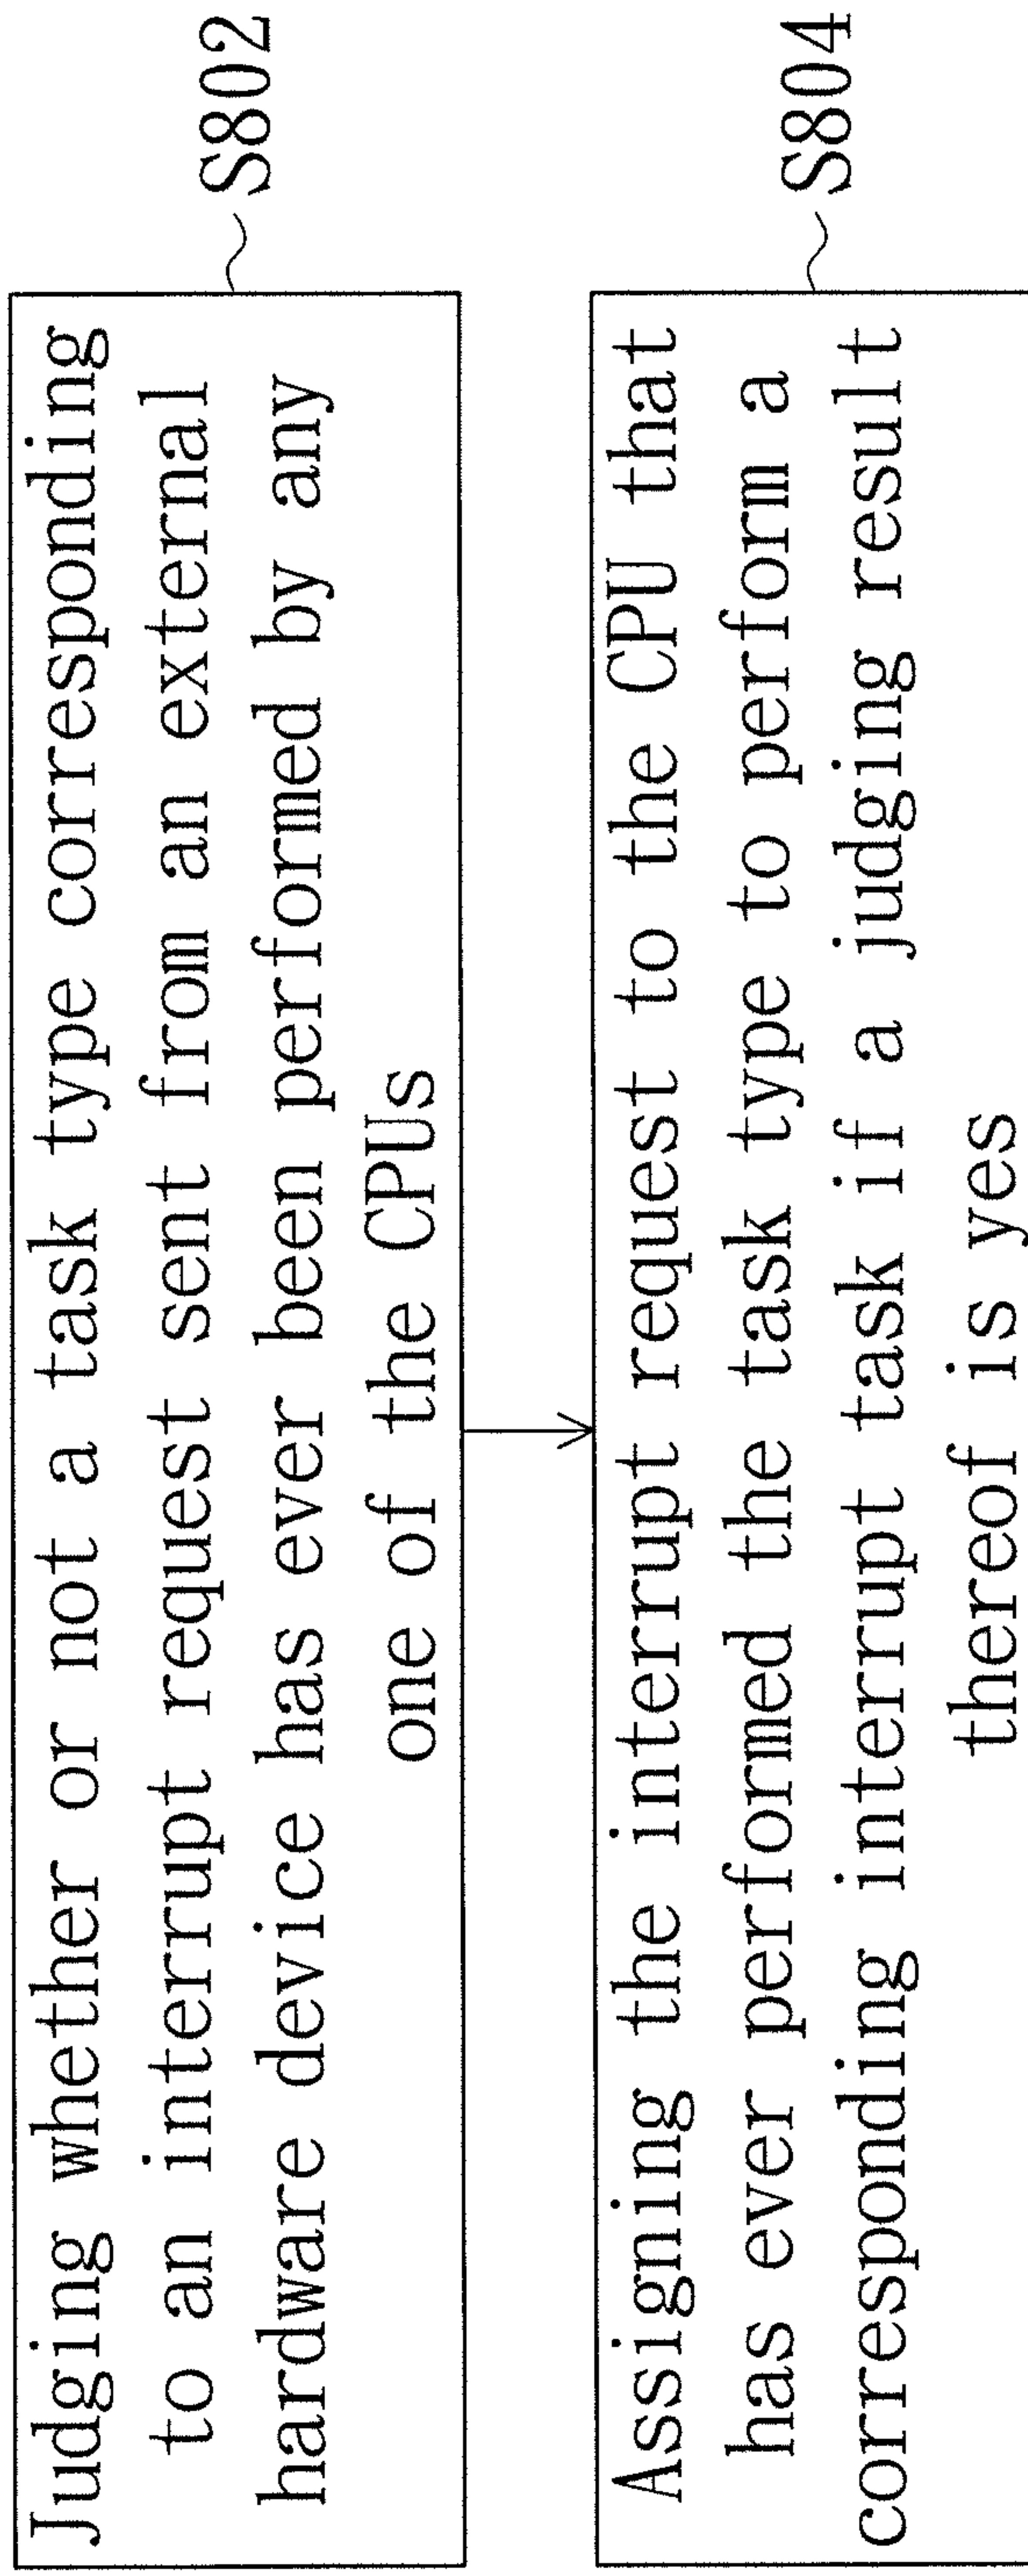 Judging whether or not a task type corresponding
to an interrupt request sent from an external
hardware device has ever been performed by any
one of the CPUs
S802
Assigning the interrupt request to the CPU that
has ever performed the task type to perform a
corresponding interrupt task if a judging result
thereof is yes
S804